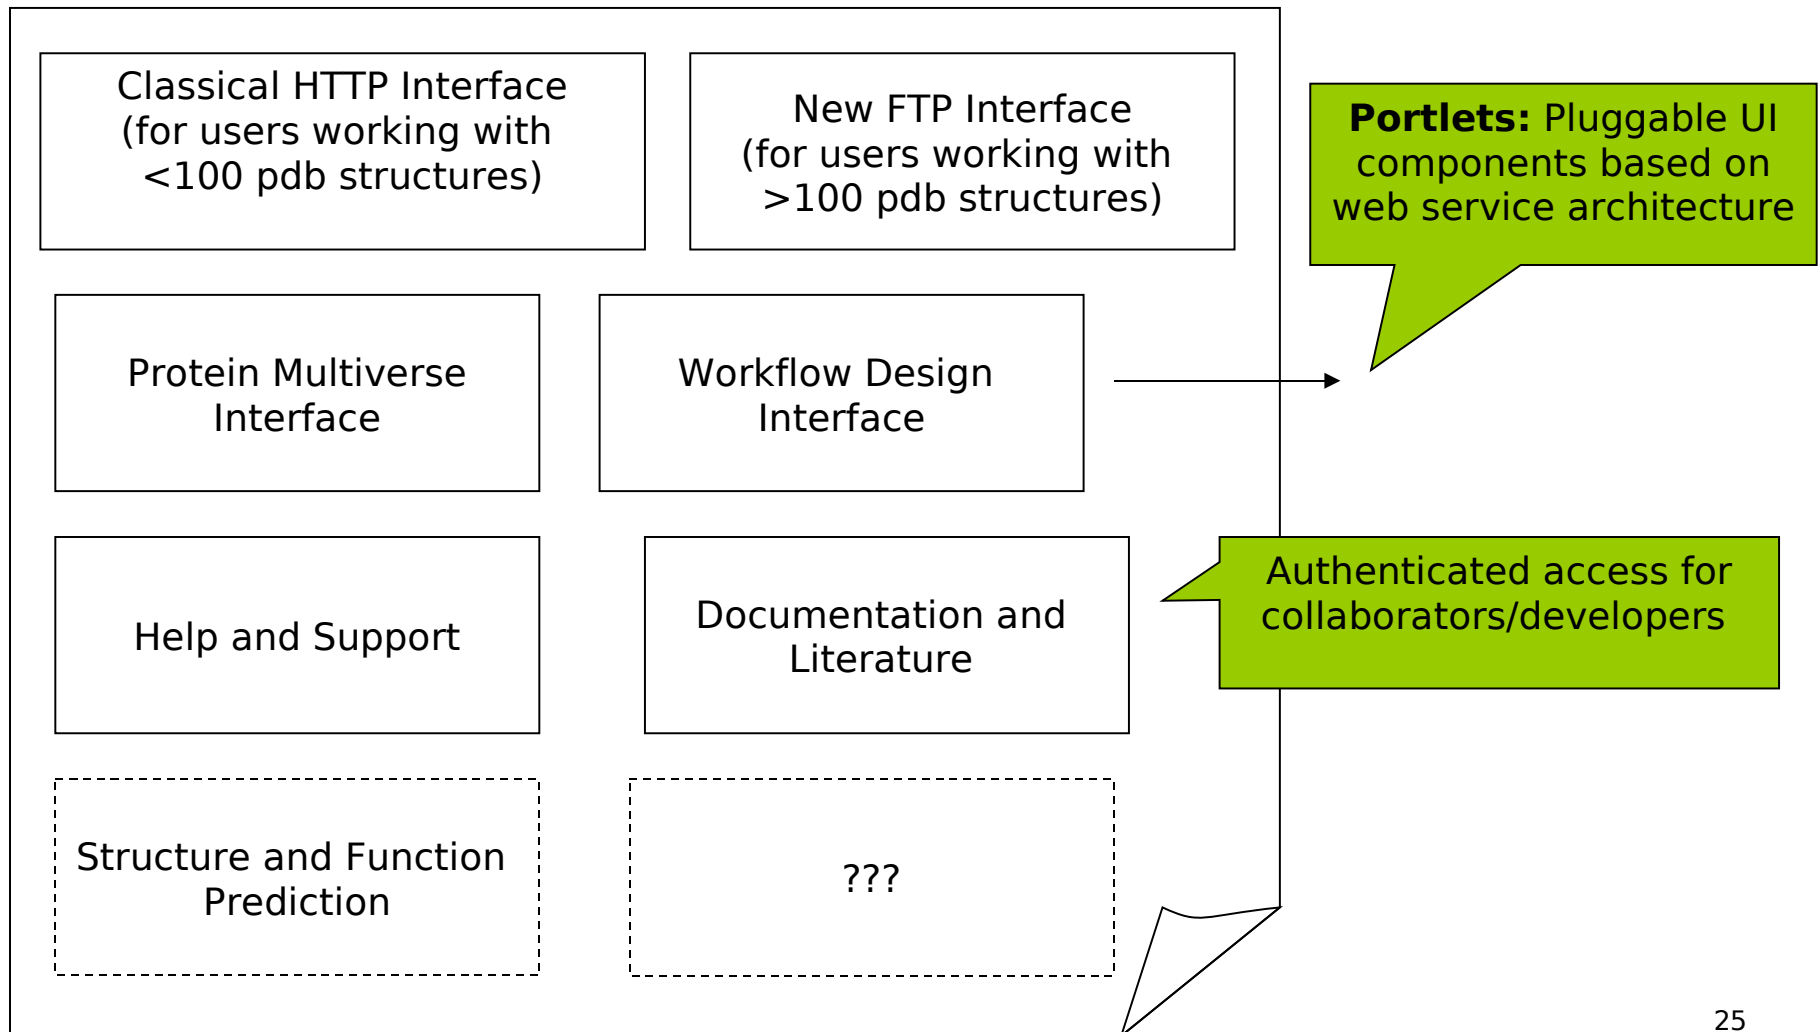 Classical HTTP Interface
(for users working with
<100 pdb structures)
New FTP Interface
(for users working with
>100 pdb structures)
Portlets: Pluggable UI
components based on
web service architecture
Protein Multiverse
Interface
Workflow Design
Interface
Help and Support
Documentation and
Literature
Authenticated access for
collaborators/developers
Structure and Function
Prediction
???
25